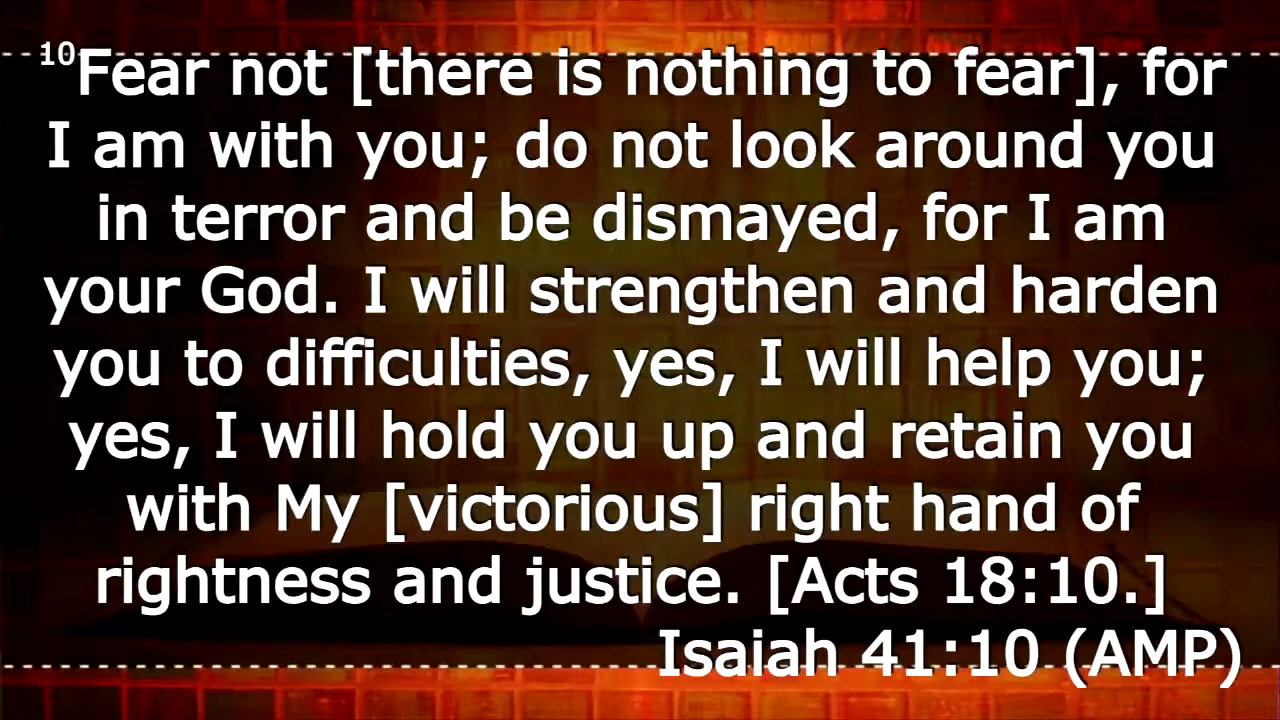 10 Fear not [there is nothing to fear], for
I am with you; do not look around you
in terror and be dismayed, for I am
your God. I will strengthen and harden
you to difficulties, yes, I will help you;
yes, I will hold you up and retain you
with My [victorious] right hand of
rightness and justice. [Acts 18:10.]
Isaiah 41:10 (AMP)